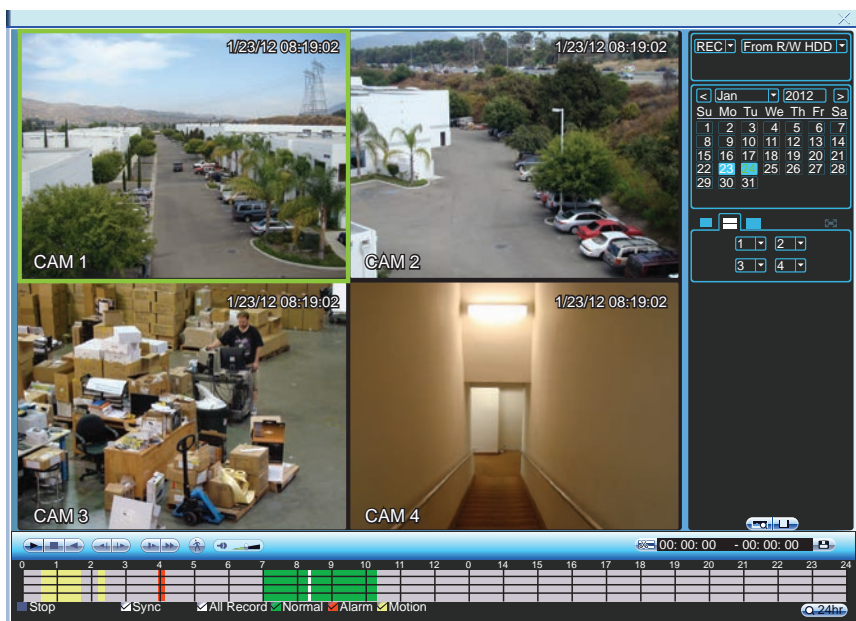 1/23/12 08:19:02
1/23/12 08:19:02
CAM 1
CAM 2
1/23/12 08:19:02
1/23/12 08:19:02
CAM 3
CAM 4
REC From R/W HDD
< Jan 2012 >
Su Mo Tu We Th Fr Sa
1 2 3 4 5 6 7
8 9 10 11 12 13 14
15 16 17 18 19 20 21
22 23 24 25 26 27 28
29 30 31
1 2
3 4
00: 00: 00 - 00: 00: 00
0 1 2 3 4 5 6 7 8 9 10 11 12 13 14 15 16 17 18 19 20 21 22 23 24
Stop Sync All Record Normal Alarm Motion
24hr